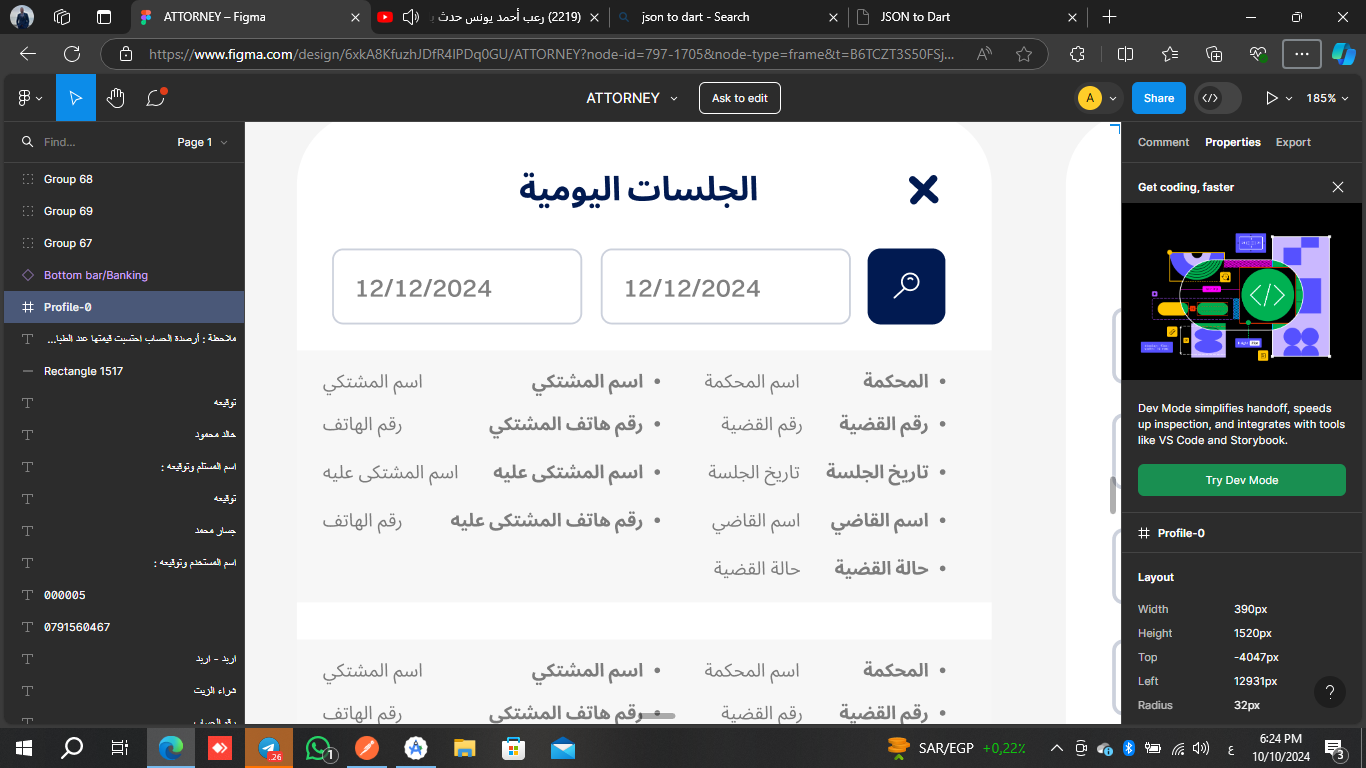 ATTORNEY – Figma
(2219) رعب أحمد يونس حدث
json to dart - Search
JSON to Dart
https://www.figma.com/design/6xkA8KfuzhJDfR4lPDq0GU/ATTORNEY?node-id=797-1705&node-type=frame&t=B6TCZT3S50FSj...
ATTORNEY
Ask to edit
A
Share
185%
Find...
Page 1
Group 68
Group 69
Group 67
Bottom bar/Banking
Profile-0
ملاحظة : أرصدة الحساب احتسبت قيمتها عند الطبا...
Rectangle 1517
توقيعه
خالد محمود
اسم المستلم وتوقيعه :
توقيعه
جسار محمد
اسم المستخدم وتوقيعه :
000005
0791560467
اربد - اربد
شراء الزيت
رقم الحساب
الجلسات اليومية
12/12/2024 12/12/2024
• المحكمة اسم المحكمة • اسم المشتكي اسم المشتكي
• رقم القضية رقم القضية • رقم هاتف المشتكي رقم الهاتف
• تاريخ الجلسة تاريخ الجلسة • اسم المشتكى عليه اسم المشتكى عليه
• اسم القاضي اسم القاضي • رقم هاتف المشتكى عليه رقم الهاتف
• حالة القضية حالة القضية
• المحكمة اسم المحكمة • اسم المشتكي اسم المشتكي
• رقم القضية رقم القضية • رقم هاتف المشتكي رقم الهاتف
Comment Properties Export
Get coding, faster
Dev Mode simplifies handoff, speeds
up inspection, and integrates with tools
like VS Code and Storybook.
Try Dev Mode
Profile-0
Layout
Width 390px
Height 1520px
Top -4047px
Left 12931px
Radius 32px
?
26
1
SAR/EGP +0,22%
ع
6:24 PM
10/10/2024
3